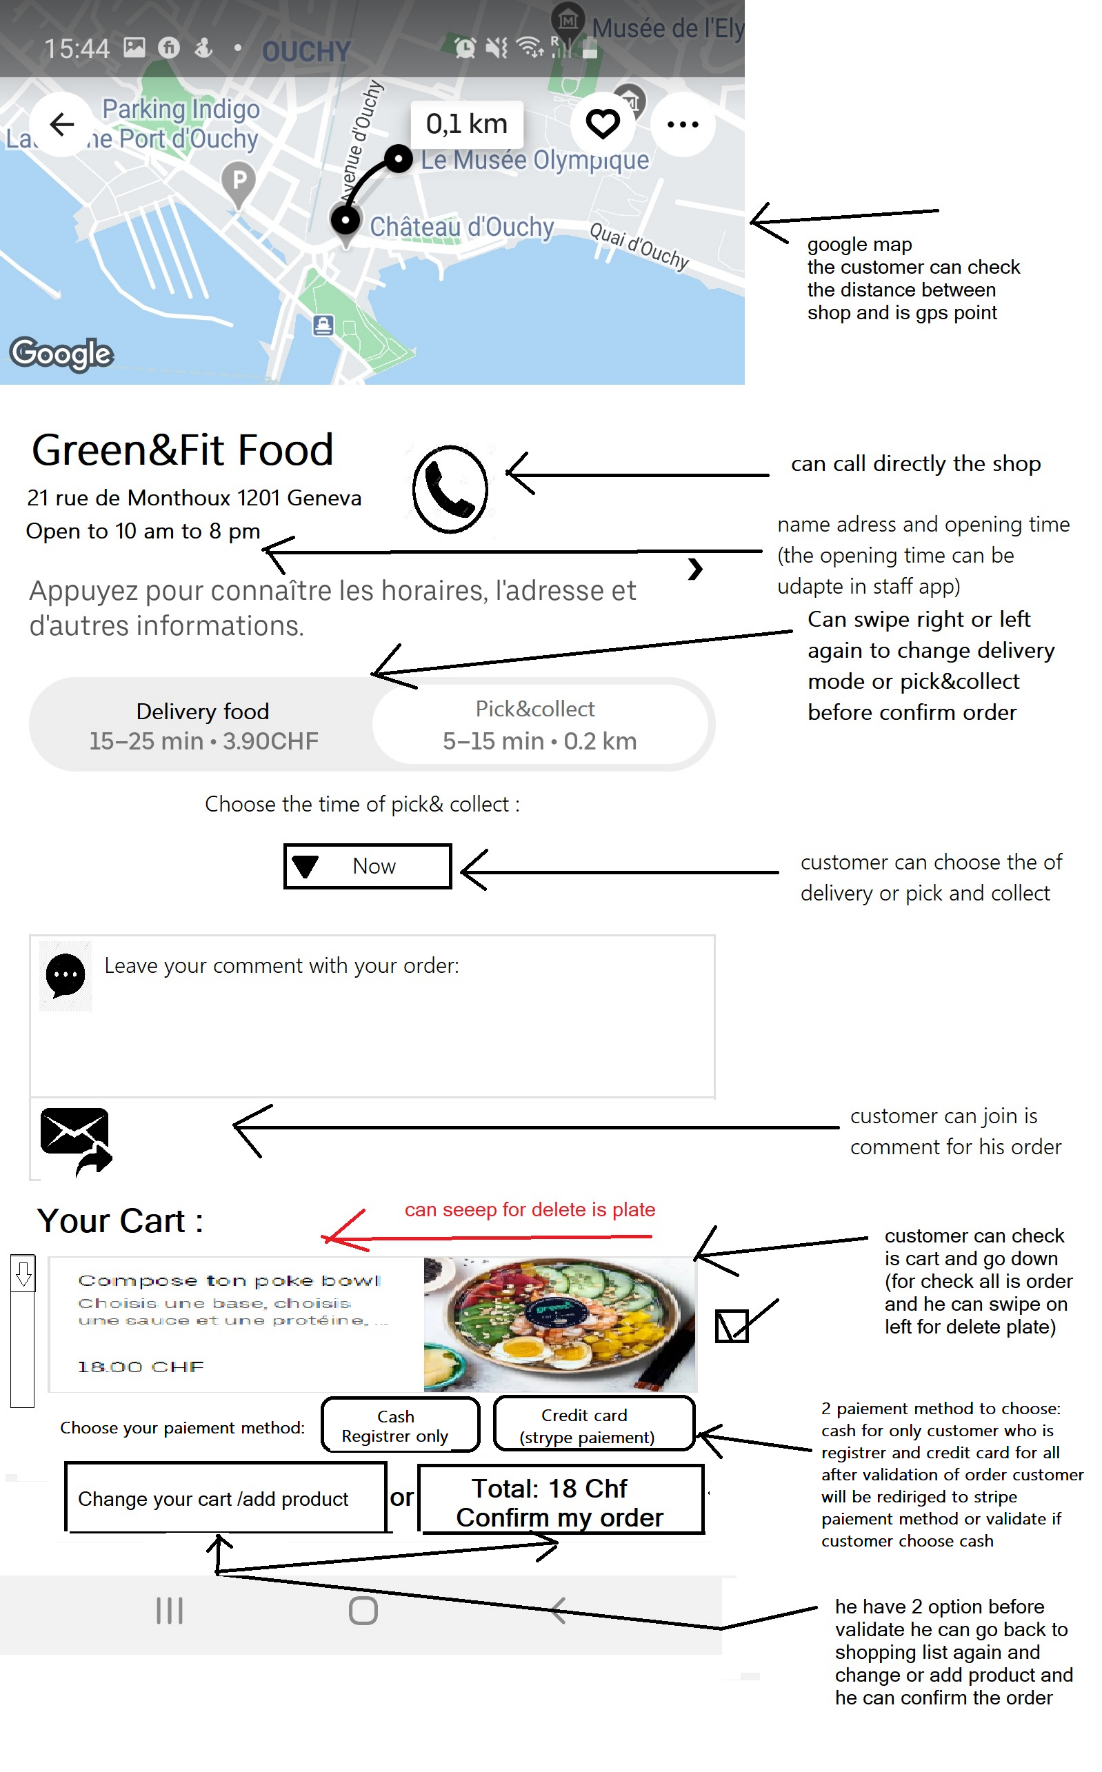 15:44
OUCHY
Musée de l'Ely
Parking Indigo
La
ne Port d'Ouchy
Avenue d'Ouchy
0,1 km
Le Musée Olympique
Château d'Ouchy
Quai d'Ouchy
P
Google
google map
the customer can check
the distance between
shop and is gps point
Green&Fit Food
21 rue de Monthoux 1201 Geneva
Open to 10 am to 8 pm
can call directly the shop
name adress and opening time
(the opening time can be
udapte in staff app)
Appuyez pour connaître les horaires, l'adresse et
d'autres informations.
Can swipe right or left
again to change delivery
mode or pick&collect
before confirm order
Delivery food
15–25 min • 3.90CHF
Pick&collect
5–15 min • 0.2 km
Choose the time of pick& collect :
Now
customer can choose the of
delivery or pick and collect
Leave your comment with your order:
customer can join is
comment for his order
Your Cart :
can seeep for delete is plate
customer can check
is cart and go down
(for check all is order
and he can swipe on
left for delete plate)
Compose ton poke bowl
Choisis une base, choisis
une sauce et une protéine, ...
18.00 CHF
Choose your paiement method:
Cash
Registrer only
Credit card
(strype paiement)
2 paiement method to choose:
cash for only customer who is
registrer and credit card for all
after validation of order customer
will be rediriged to stripe
paiement method or validate if
customer choose cash
Change your cart /add product
or
Total: 18 Chf
Confirm my order
he have 2 option before
validate he can go back to
shopping list again and
change or add product and
he can confirm the order